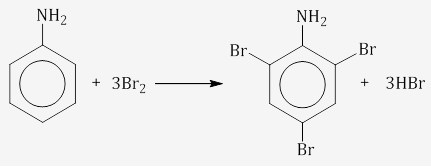 NH₂ NH₂
Br Br
+ 3Br₂ + 3HBr
Br